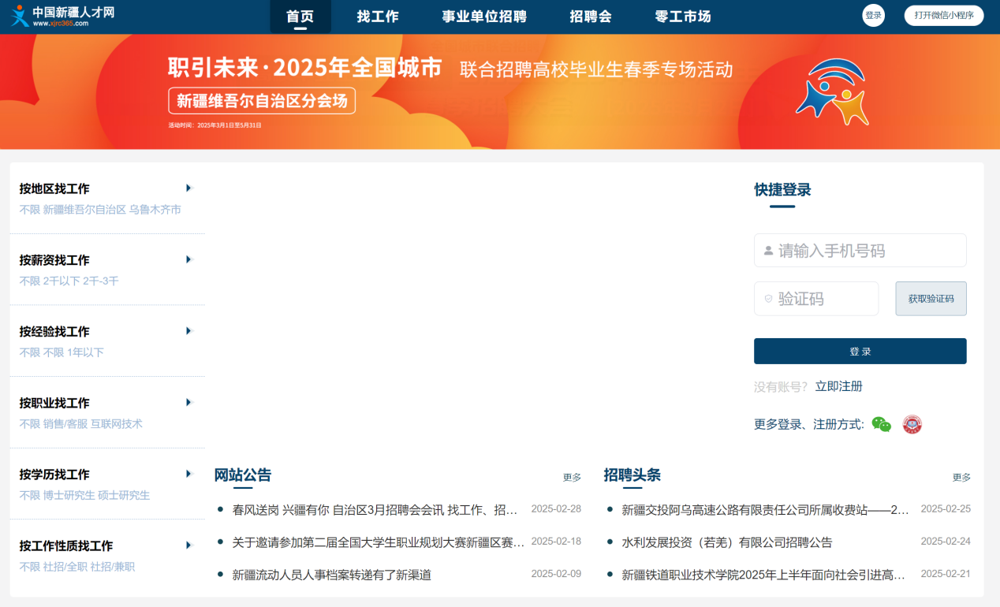 中国新疆人才网
www.xjrc365.com
首页 找工作 事业单位招聘 招聘会 零工市场
登录
打开微信小程序
职引未来·2025年全国城市 联合招聘高校毕业生春季专场活动
新疆维吾尔自治区分会场
活动时间：2025年3月1日至5月31日
按地区找工作
不限 新疆维吾尔自治区 乌鲁木齐市
按薪资找工作
不限 2千以下 2千-3千
按经验找工作
不限 不限 1年以下
按职业找工作
不限 销售/客服 互联网技术
按学历找工作
不限 博士研究生 硕士研究生
按工作性质找工作
不限 社招/全职 社招/兼职
快捷登录
请输入手机号码
验证码
获取验证码
登 录
没有账号? 立即注册
更多登录、注册方式:
网站公告 更多
春风送岗 兴疆有你 自治区3月招聘会会讯 找工作、招… 2025-02-28
关于邀请参加第二届全国大学生职业规划大赛新疆区赛… 2025-02-18
新疆流动人员人事档案转递有了新渠道 2025-02-09
招聘头条 更多
新疆交投阿乌高速公路有限责任公司所属收费站——2… 2025-02-25
水利发展投资（若羌）有限公司招聘公告 2025-02-24
新疆铁道职业技术学院2025年上半年面向社会引进高… 2025-02-21